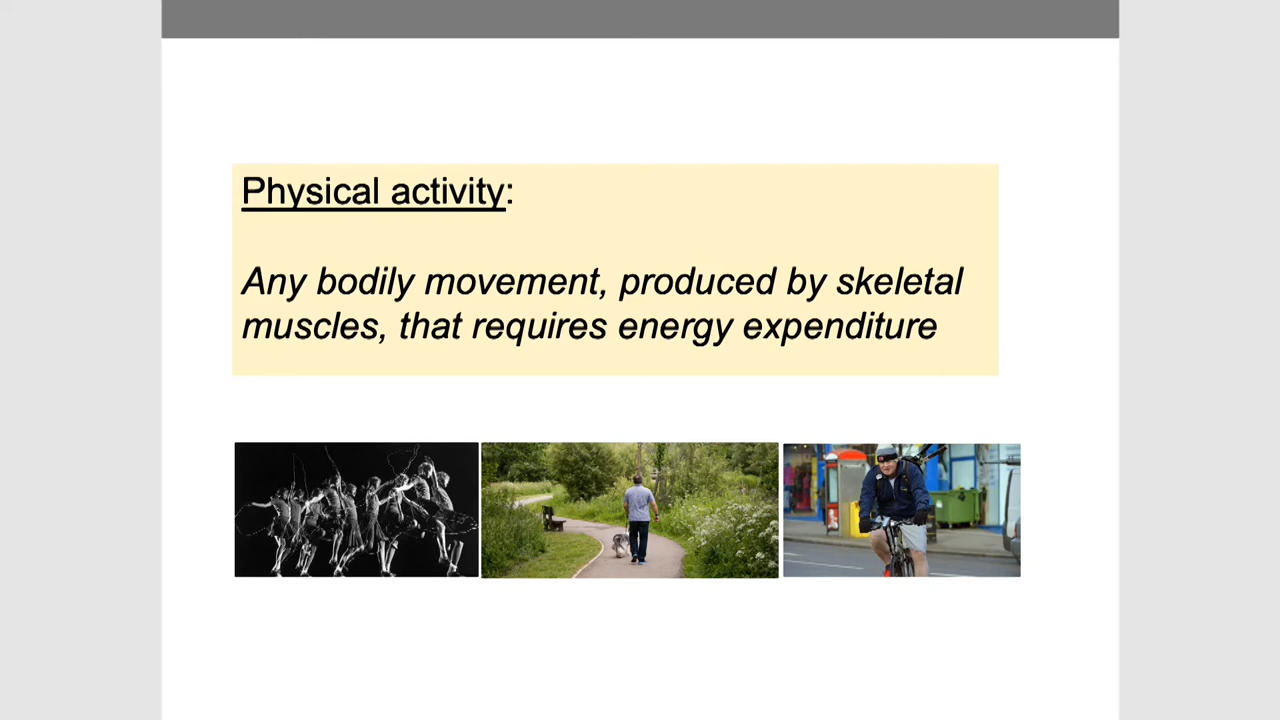 Physical activity:
Any bodily movement, produced by skeletal
muscles, that requires energy expenditure